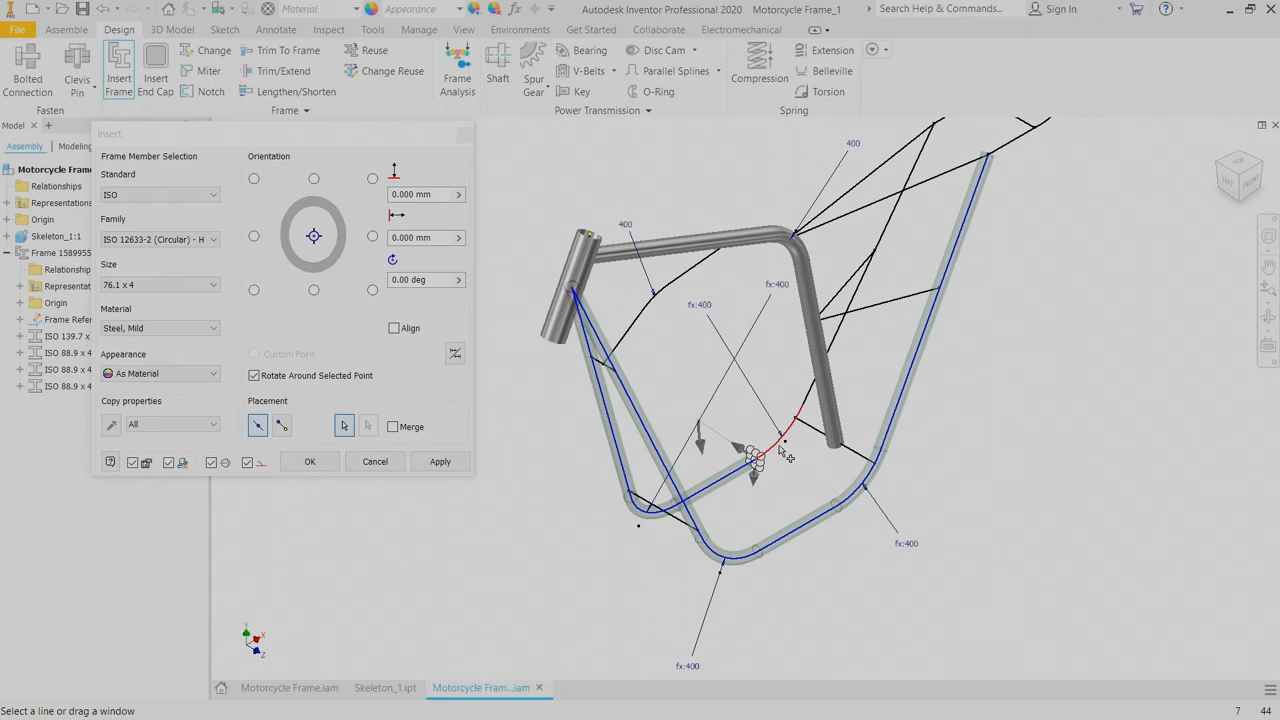 PRO
Material
Appearance
fx
Autodesk Inventor Professional 2020
Motorcycle Frame_1
Search Help & Commands...
Sign In
File
Assemble
Design
3D Model
Sketch
Annotate
Inspect
Tools
Manage
View
Environments
Get Started
Collaborate
Electromechanical
Bolted Connection
Clevis Pin
Insert Frame
Insert End Cap
Change
Miter
Notch
Trim To Frame
Trim/Extend
Lengthen/Shorten
Reuse
Change Reuse
Frame Analysis
Shaft
Spur Gear
Bearing
V-Belts
Key
Disc Cam
Parallel Splines
O-Ring
Compression
Extension
Belleville
Torsion
Fasten
Frame
Power Transmission
Spring
Model
Assembly
Modeling
Motorcycle Frame
Relationships
Representations
Origin
Skeleton_1:1
Frame 1589955
Relationship
Representat
Origin
Frame Refer
ISO 139.7 x
ISO 88.9 x 4
ISO 88.9 x 4
ISO 88.9 x 4
Insert
Frame Member Selection
Standard
ISO
Family
ISO 12633-2 (Circular) - H
Size
76.1 x 4
Material
Steel, Mild
Appearance
As Material
Copy properties
All
Orientation
0.000 mm
0.000 mm
0.00 deg
Align
Custom Point
Rotate Around Selected Point
Placement
Merge
OK
Cancel
Apply
400
400
fx:400
fx:400
fx:400
fx:400
LEFT
FRONT
Y
X
Z
Motorcycle Frame.iam
Skeleton_1.ipt
Motorcycle Fram...iam
Select a line or drag a window
7
44